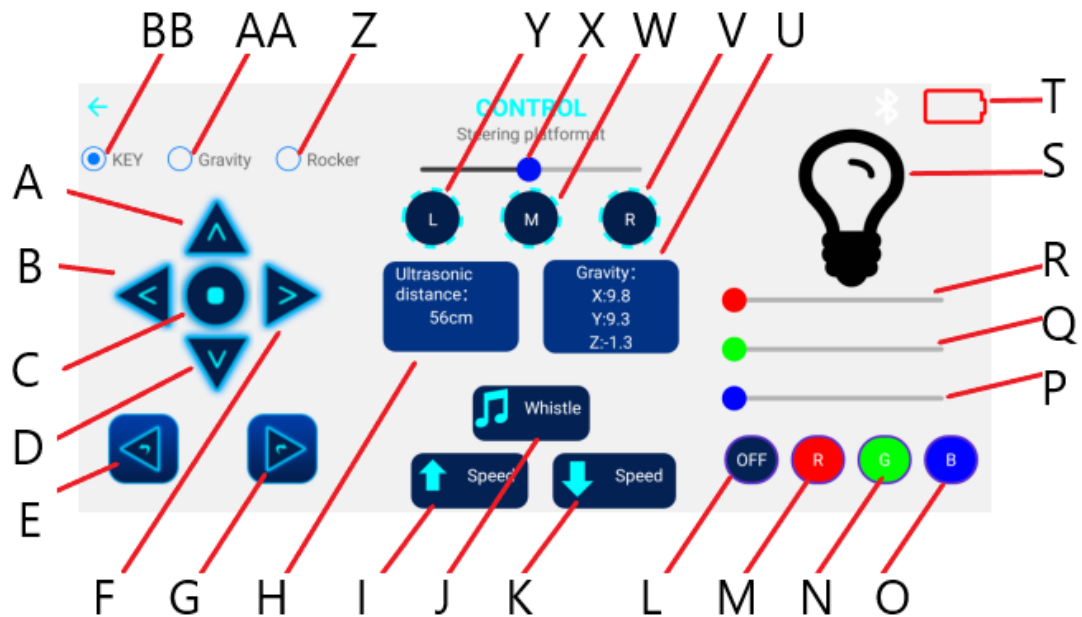 BB AA Z Y X W V U
CONTROL
T
Steering platformat
KEY Gravity Rocker
S
A
L M R
B
Ultrasonic
distance:
56cm
Gravity:
X:9.8
Y:9.3
Z:-1.3
R
Q
C
P
D
Whistle
E
Speed
Speed
OFF R G B
F G H I J K L M N O